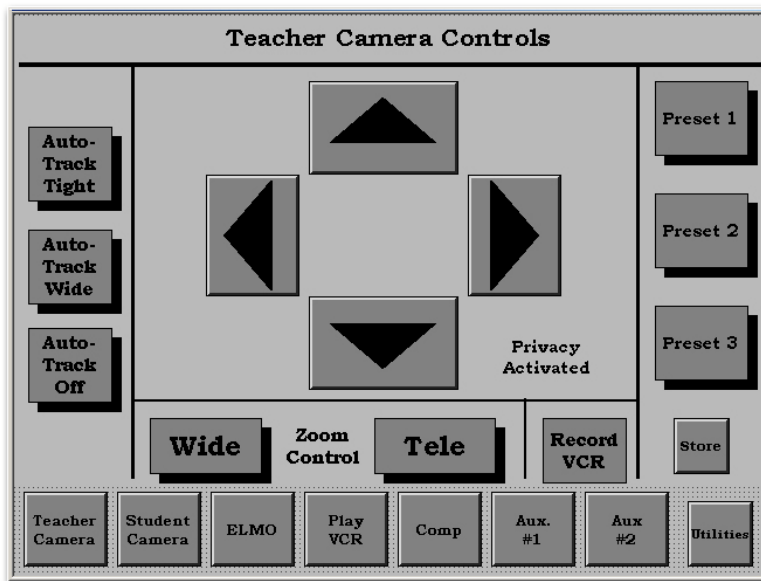 Teacher Camera Controls
Auto-
Track
Tight
Auto-
Track
Wide
Auto-
Track
Off
Privacy
Activated
Preset 1
Preset 2
Preset 3
Wide
Zoom
Control
Tele
Record
VCR
Store
Teacher
Camera
Student
Camera
ELMO
Play
VCR
Comp
Aux.
#1
Aux
#2
Utilities